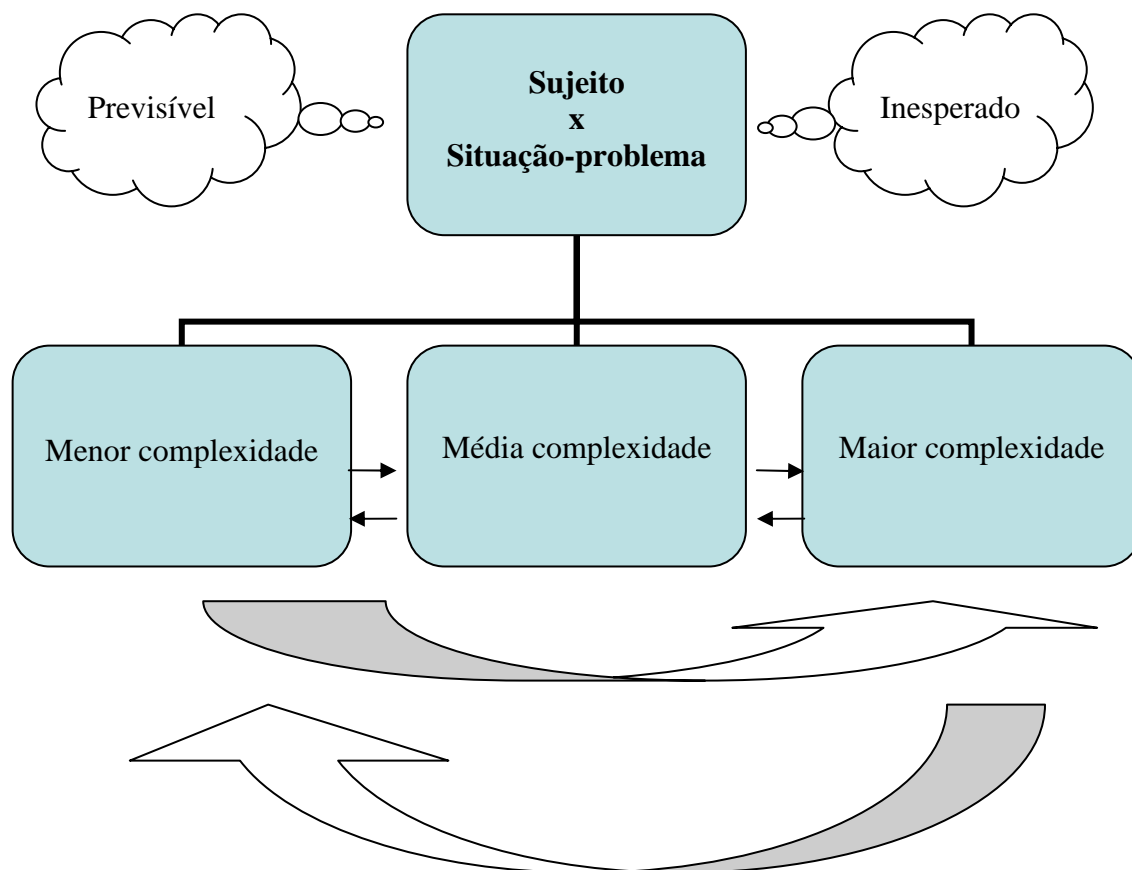 Previsível
Sujeito
x
Situação-problema
Inesperado
Menor complexidade
Média complexidade
Maior complexidade